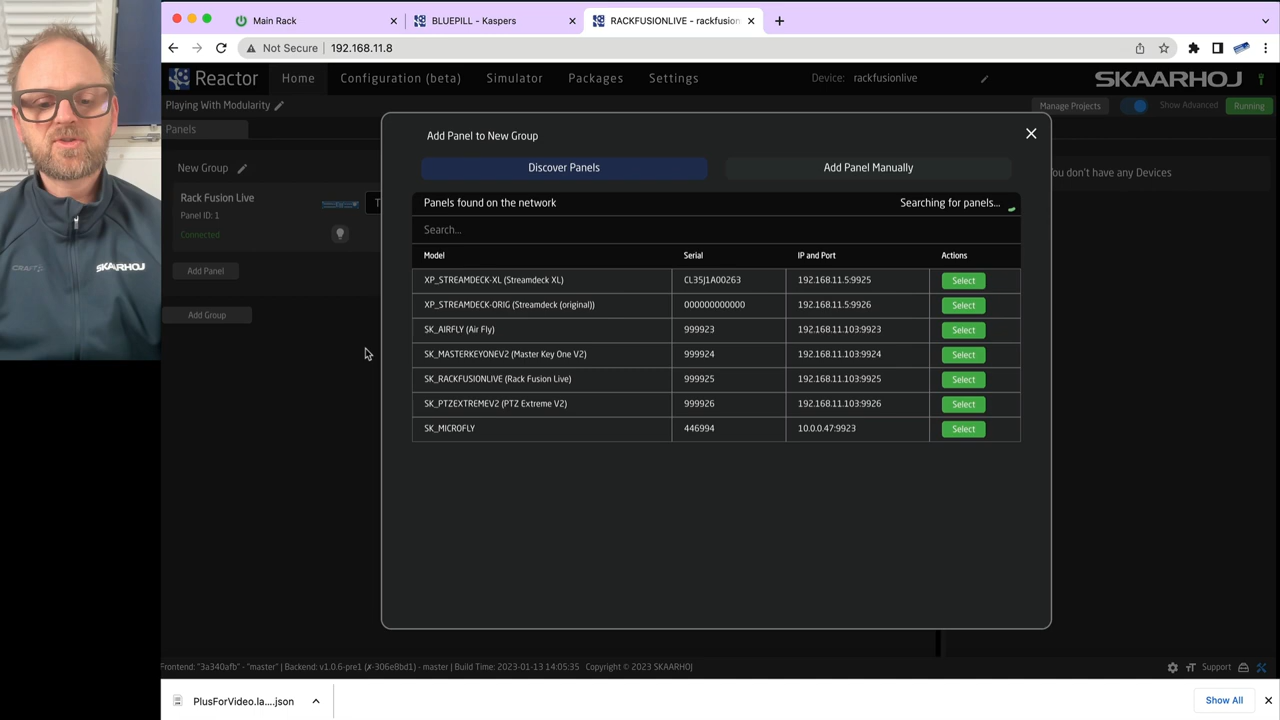 Main Rack
BLUEPILL - Kaspers
RACKFUSIONLIVE - rackfusion
Not Secure
192.168.11.8
Reactor
Home
Configuration (beta)
Simulator
Packages
Settings
Device:
rackfusionlive
SKAARHOJ
Playing With Modularity
Manage Projects
Show Advanced
Running
Panels
Add Panel to New Group
Discover Panels
Add Panel Manually
New Group
ou don't have any Devices
Rack Fusion Live
Panel ID: 1
Connected
T
Add Panel
Add Group
Panels found on the network
Searching for panels...
Search...
Model Serial IP and Port Actions
XP_STREAMDECK-XL (Streamdeck XL) CL35J1A00263 192.168.11.5:9925 Select
XP_STREAMDECK-ORIG (Streamdeck (original)) 000000000000 192.168.11.5:9926 Select
SK_AIRFLY (Air Fly) 999923 192.168.11.103:9923 Select
SK_MASTERKEYONEV2 (Master Key One V2) 999924 192.168.11.103:9924 Select
SK_RACKFUSIONLIVE (Rack Fusion Live) 999925 192.168.11.103:9925 Select
SK_PTZEXTREMEV2 (PTZ Extreme V2) 999926 192.168.11.103:9926 Select
SK_MICROFLY 446994 10.0.0.47:9923 Select
SKAARHOJ
Frontend: "3a340afb" - "master" | Backend: v1.0.6-pre1 (✗-306e8bd1) - master | Build Time: 2023-01-13 14:05:35 Copyright © 2023 SKAARHOJ
Support
PlusForVideo.la....json
Show All